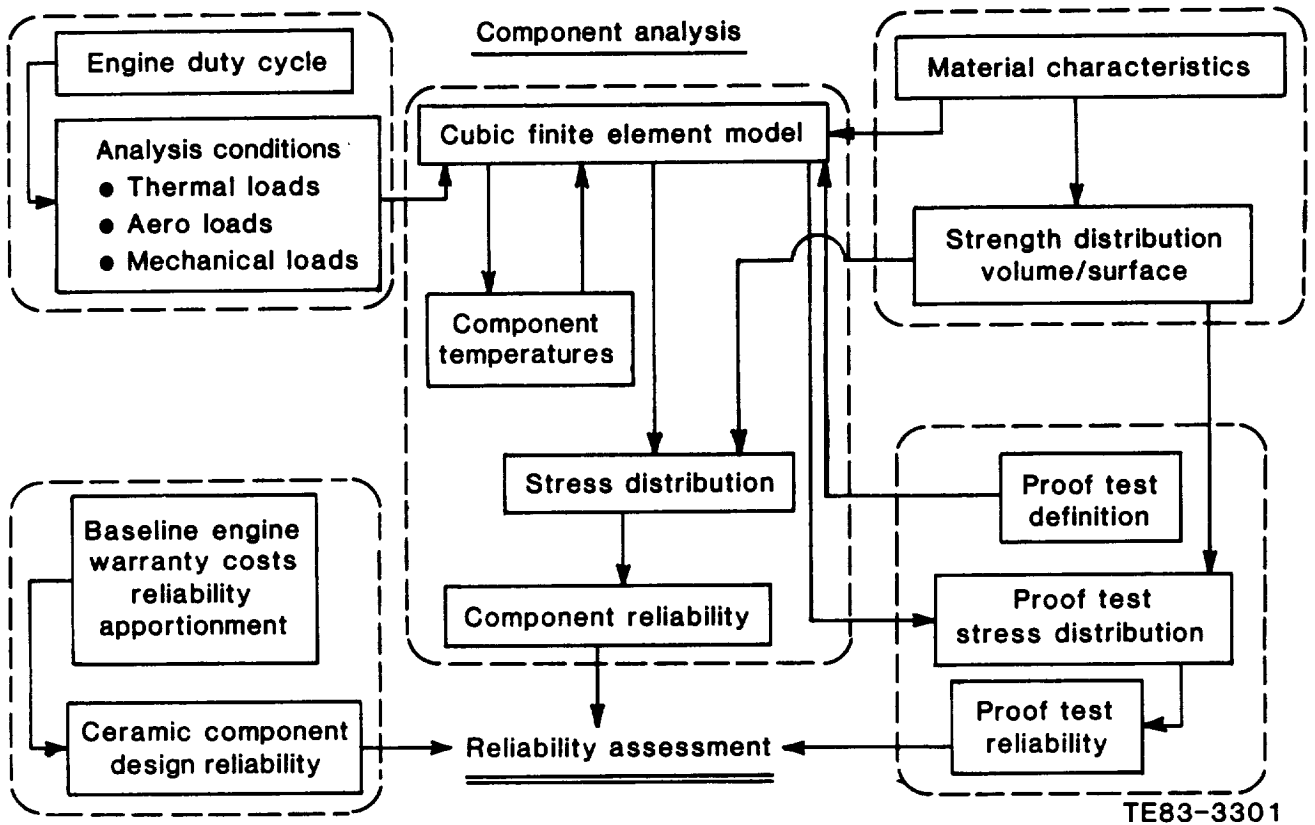 Component analysis
Engine duty cycle
Analysis conditions
● Thermal loads
● Aero loads
● Mechanical loads
Cubic finite element model
Component
temperatures
Stress distribution
Component reliability
Material characteristics
Strength distribution
volume/surface
Proof test
definition
Proof test
stress distribution
Proof test
reliability
Baseline engine
warranty costs
reliability
apportionment
Ceramic component
design reliability
Reliability assessment
TE83-3301